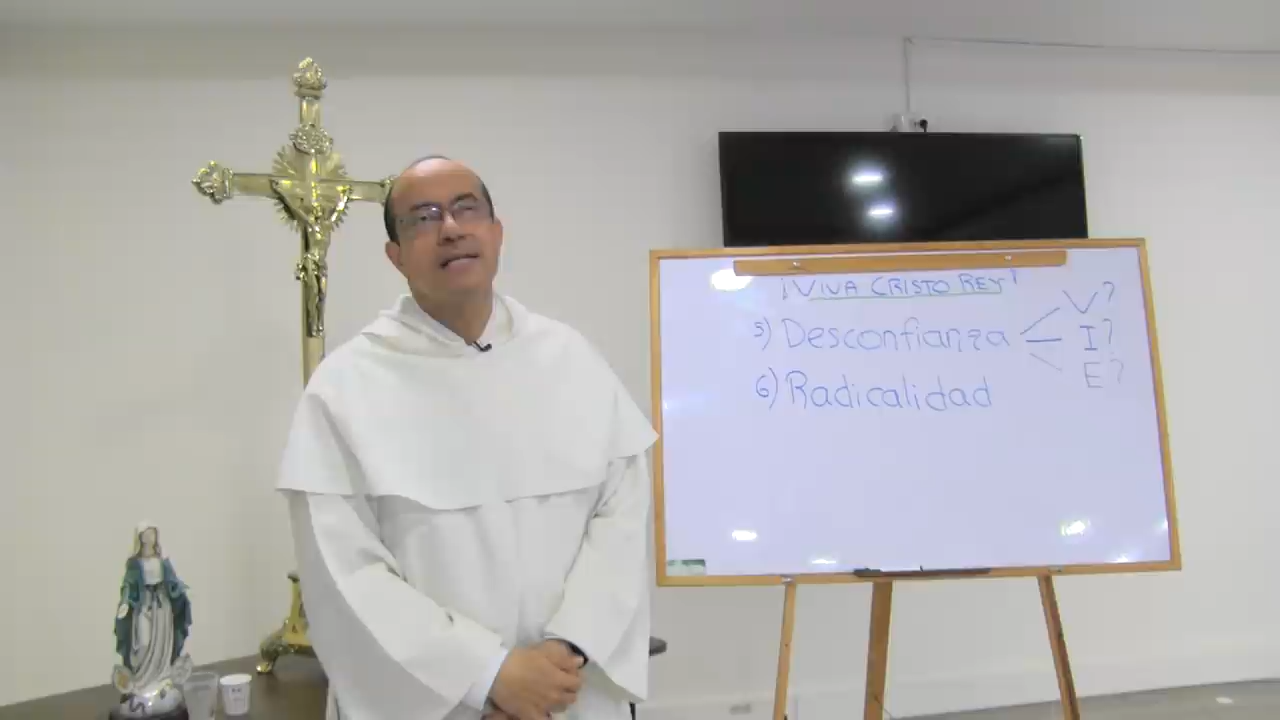 ¡VIVA CRISTO REY!
5) Desconfianza V?
I?
E?
6) Radicalidad